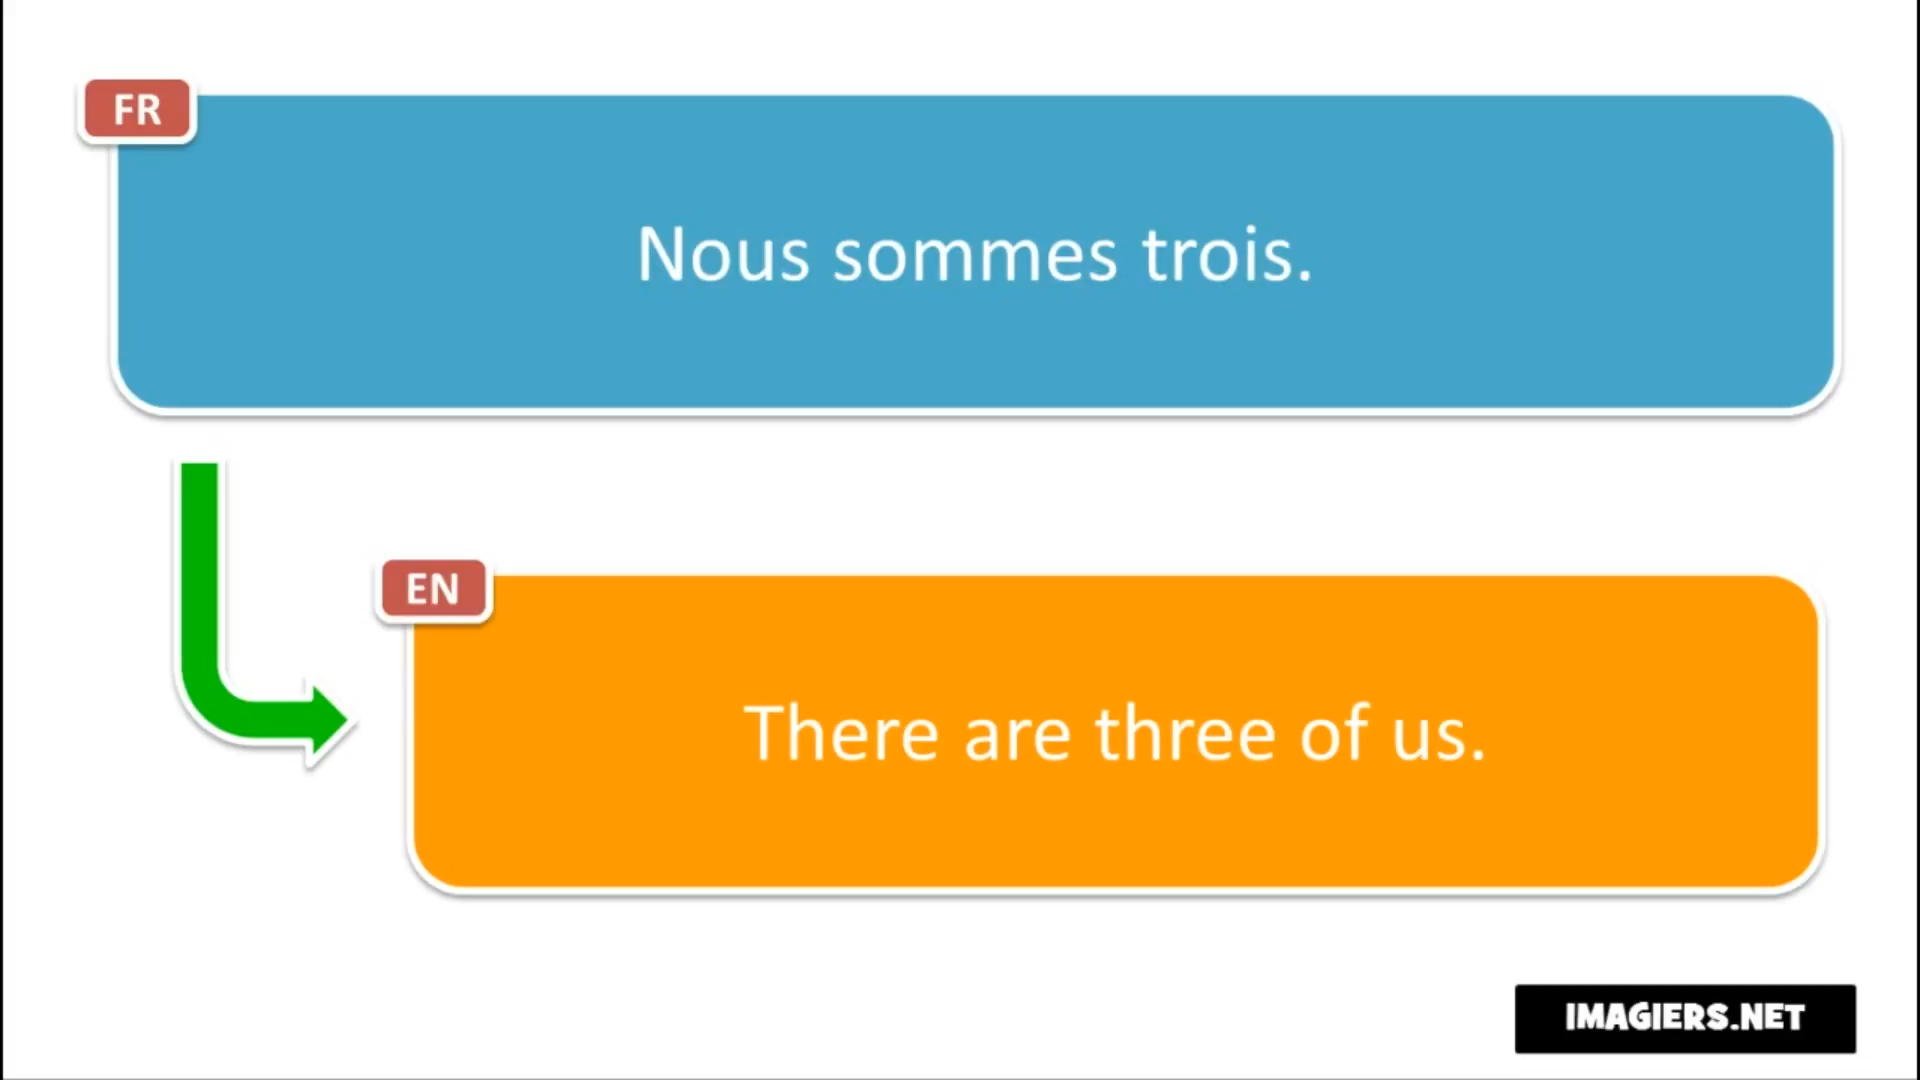 FR
Nous sommes trois.
EN
There are three of us.
IMAGIERS.NET